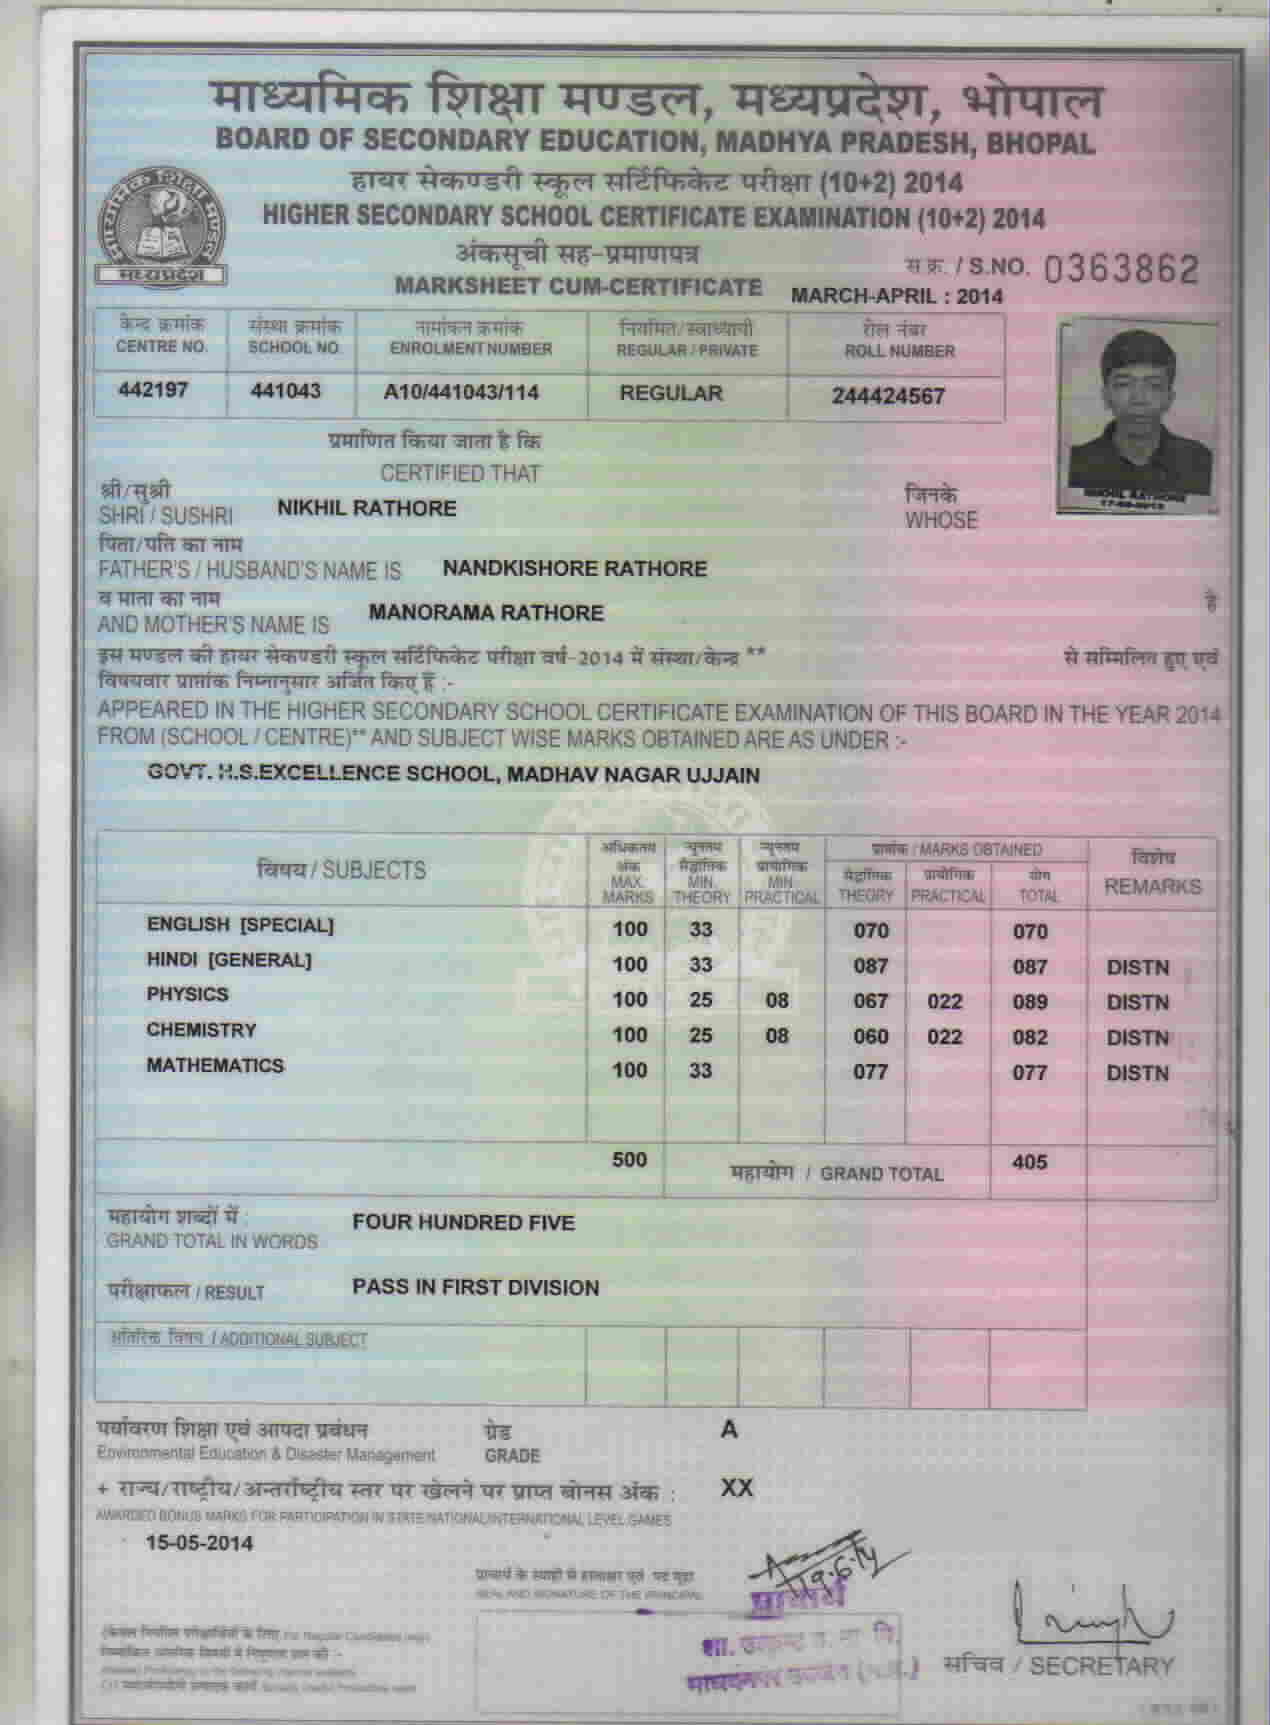 माध्यमिक शिक्षा मण्डल, मध्यप्रदेश, भोपाल
BOARD OF SECONDARY EDUCATION, MADHYA PRADESH, BHOPAL
हायर सेकण्डरी स्कूल सर्टिफिकेट परीक्षा (10+2) 2014
HIGHER SECONDARY SCHOOL CERTIFICATE EXAMINATION (10+2) 2014
अंकसूची सह-प्रमाणपत्र
मध्यप्रदेश
स.क्र. / S.NO. 0363862
MARKSHEET CUM-CERTIFICATE MARCH-APRIL : 2014
केन्द्र क्रमांक संस्था क्रमांक नामांकन क्रमांक नियमित/स्वाध्यायी रोल नंबर
CENTRE NO. SCHOOL NO. ENROLMENT NUMBER REGULAR / PRIVATE ROLL NUMBER
442197 441043 A10/441043/114 REGULAR 244424567
प्रमाणित किया जाता है कि
CERTIFIED THAT
श्री/सुश्री जिनके
SHRI / SUSHRI NIKHIL RATHORE WHOSE
NIKHIL RATHORE
पिता/पति का नाम
FATHER'S / HUSBAND'S NAME IS NANDKISHORE RATHORE
व माता का नाम है
AND MOTHER'S NAME IS MANORAMA RATHORE
इस मण्डल की हायर सेकण्डरी स्कूल सर्टिफिकेट परीक्षा वर्ष-2014 में संस्था/केन्द्र ** से सम्मिलित हुए एवं
विषयवार प्राप्तांक निम्नानुसार अर्जित किए हैं :-
APPEARED IN THE HIGHER SECONDARY SCHOOL CERTIFICATE EXAMINATION OF THIS BOARD IN THE YEAR 2014
FROM (SCHOOL / CENTRE)** AND SUBJECT WISE MARKS OBTAINED ARE AS UNDER :-
GOVT. H.S.EXCELLENCE SCHOOL, MADHAV NAGAR UJJAIN
विषय / SUBJECTS अधिकतम अंक MAX. MARKS न्यूनतम सैद्धांतिक MIN. THEORY न्यूनतम प्रायोगिक MIN. PRACTICAL प्राप्तांक / MARKS OBTAINED विशेष REMARKS
सैद्धांतिक THEORY प्रायोगिक PRACTICAL योग TOTAL
ENGLISH [SPECIAL] 100 33 070 070
HINDI [GENERAL] 100 33 087 087 DISTN
PHYSICS 100 25 08 067 022 089 DISTN
CHEMISTRY 100 25 08 060 022 082 DISTN
MATHEMATICS 100 33 077 077 DISTN
500 महायोग / GRAND TOTAL 405
महायोग शब्दों में :
GRAND TOTAL IN WORDS FOUR HUNDRED FIVE
परीक्षाफल / RESULT PASS IN FIRST DIVISION
अतिरिक्त विषय / ADDITIONAL SUBJECT
पर्यावरण शिक्षा एवं आपदा प्रबंधन ग्रेड A
Environmental Education & Disaster Management GRADE
+ राज्य/राष्ट्रीय/अन्तर्राष्ट्रीय स्तर पर खेलने पर प्राप्त बोनस अंक : XX
AWARDED BONUS MARKS FOR PARTICIPATION IN STATE/NATIONAL/INTERNATIONAL LEVEL GAMES
15-05-2014
SEAL AND SIGNATURE OF THE PRINCIPAL
19.6.14
प्राचार्य
सचिव / SECRETARY